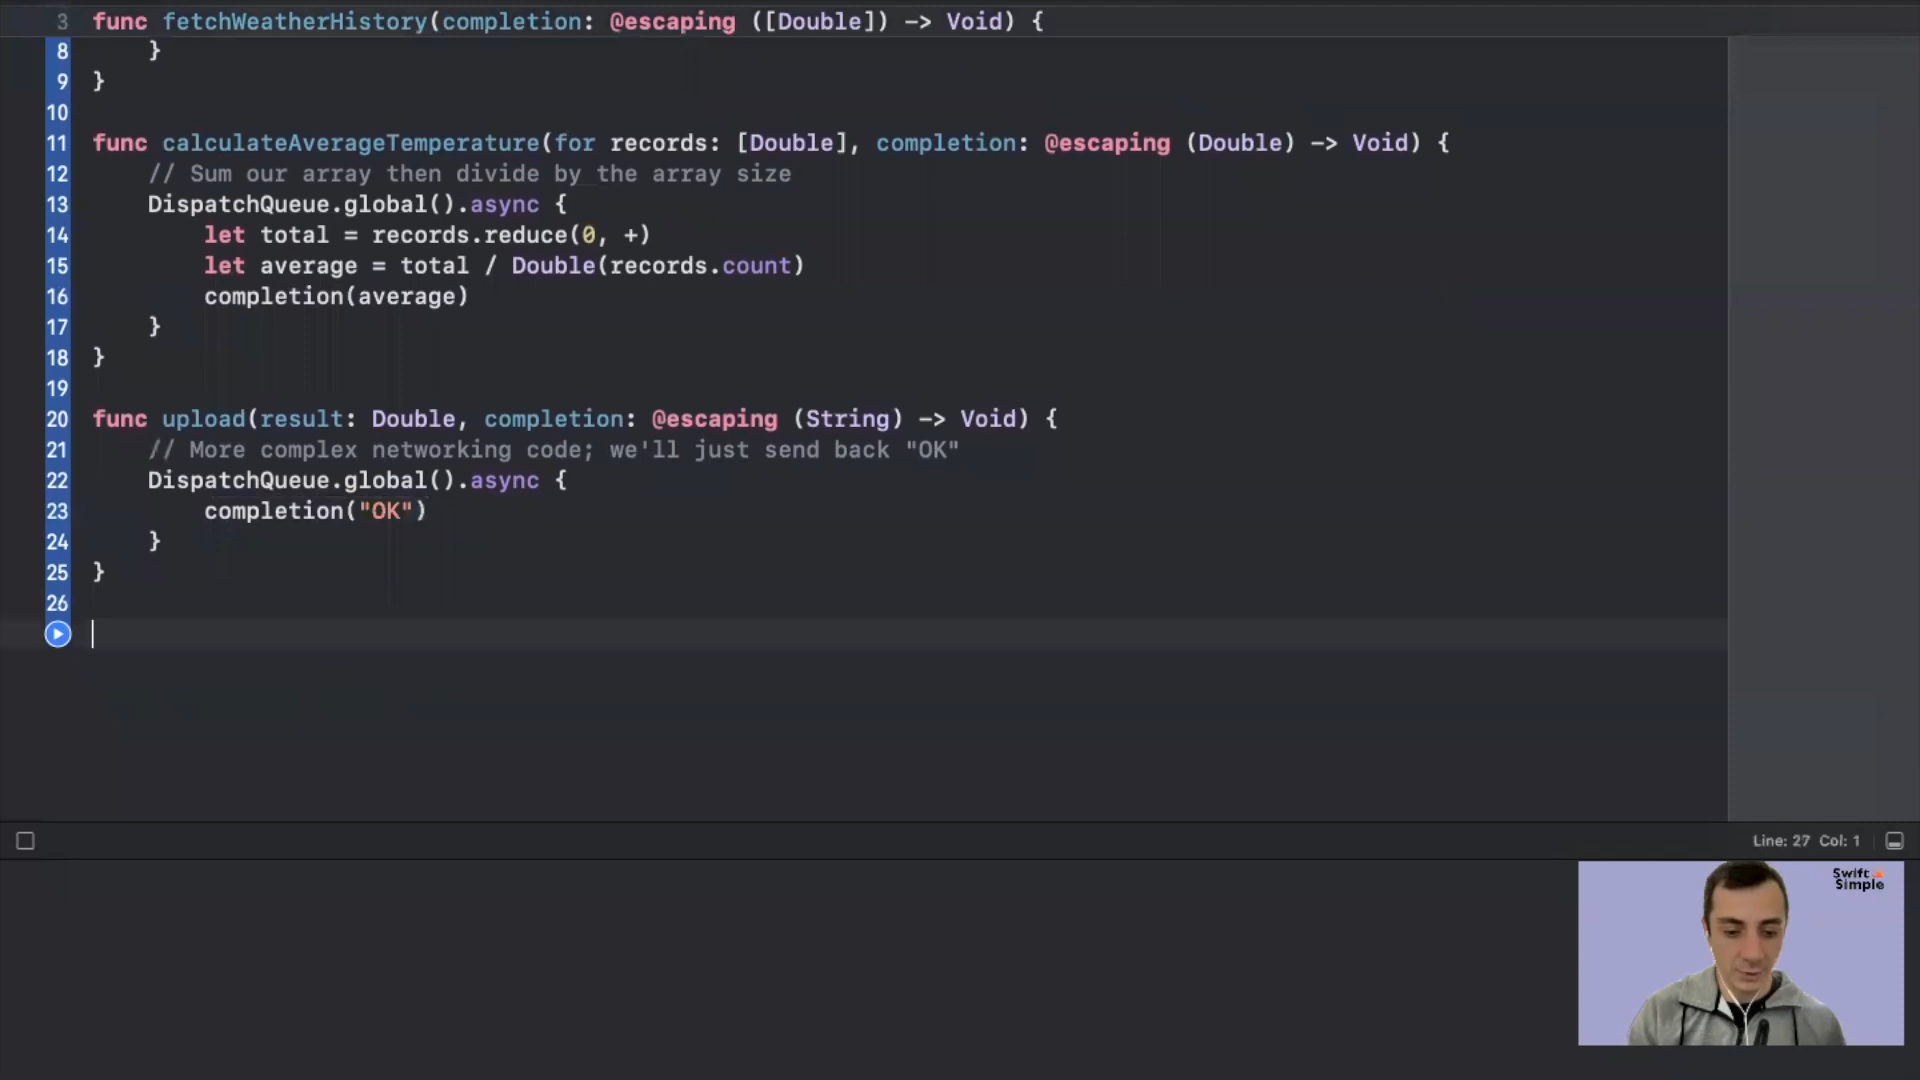 3 func fetchWeatherHistory(completion: @escaping ([Double]) -> Void) {
8     }
9 }
10
11 func calculateAverageTemperature(for records: [Double], completion: @escaping (Double) -> Void) {
12     // Sum our array then divide by the array size
13     DispatchQueue.global().async {
14         let total = records.reduce(0, +)
15         let average = total / Double(records.count)
16         completion(average)
17     }
18 }
19
20 func upload(result: Double, completion: @escaping (String) -> Void) {
21     // More complex networking code; we'll just send back "OK"
22     DispatchQueue.global().async {
23         completion("OK")
24     }
25 }
26
Line: 27 Col: 1
Swift
Simple